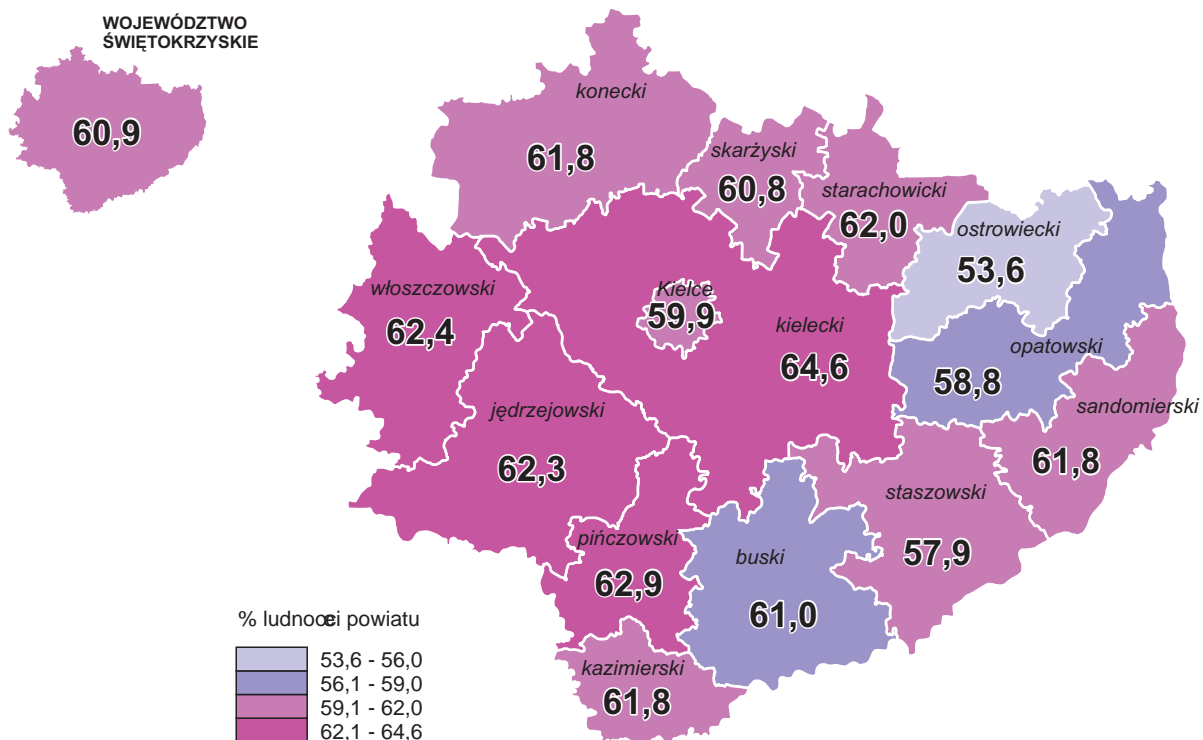 WOJEWÓDZTWO
ŚWIĘTOKRZYSKIE
60,9
konecki
61,8
skarżyski
60,8
starachowicki
62,0
ostrowiecki
53,6
włoszczowski
62,4
Kielce
59,9
kielecki
64,6
opatowski
58,8
sandomierski
61,8
jędrzejowski
62,3
staszowski
57,9
pińczowski
62,9
buski
61,0
kazimierski
61,8
% ludnoœci powiatu
53,6 - 56,0
56,1 - 59,0
59,1 - 62,0
62,1 - 64,6